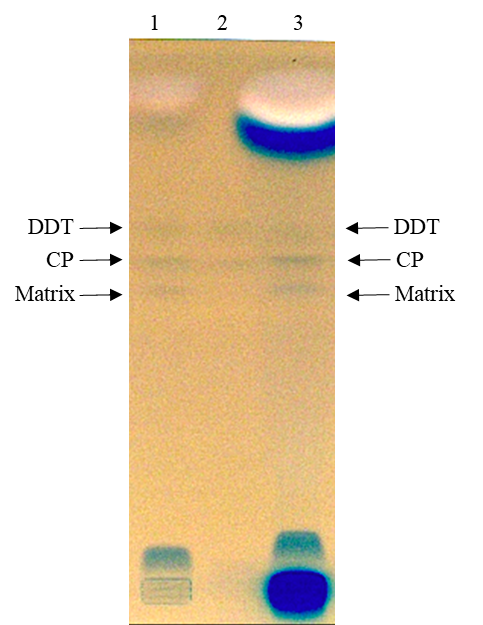 1 2 3
DDT DDT
CP CP
Matrix Matrix